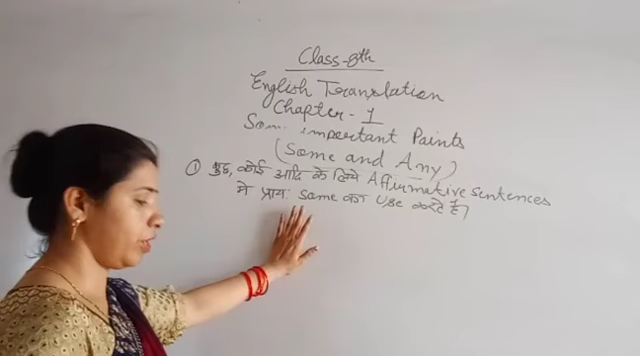 Class-8th
English Translation
Chapter-1
Some important Points
(Some and Any)
① कुछ, कोई आदि के लिये Affirmative Sentences
मे प्रायः Some का Use करते है।